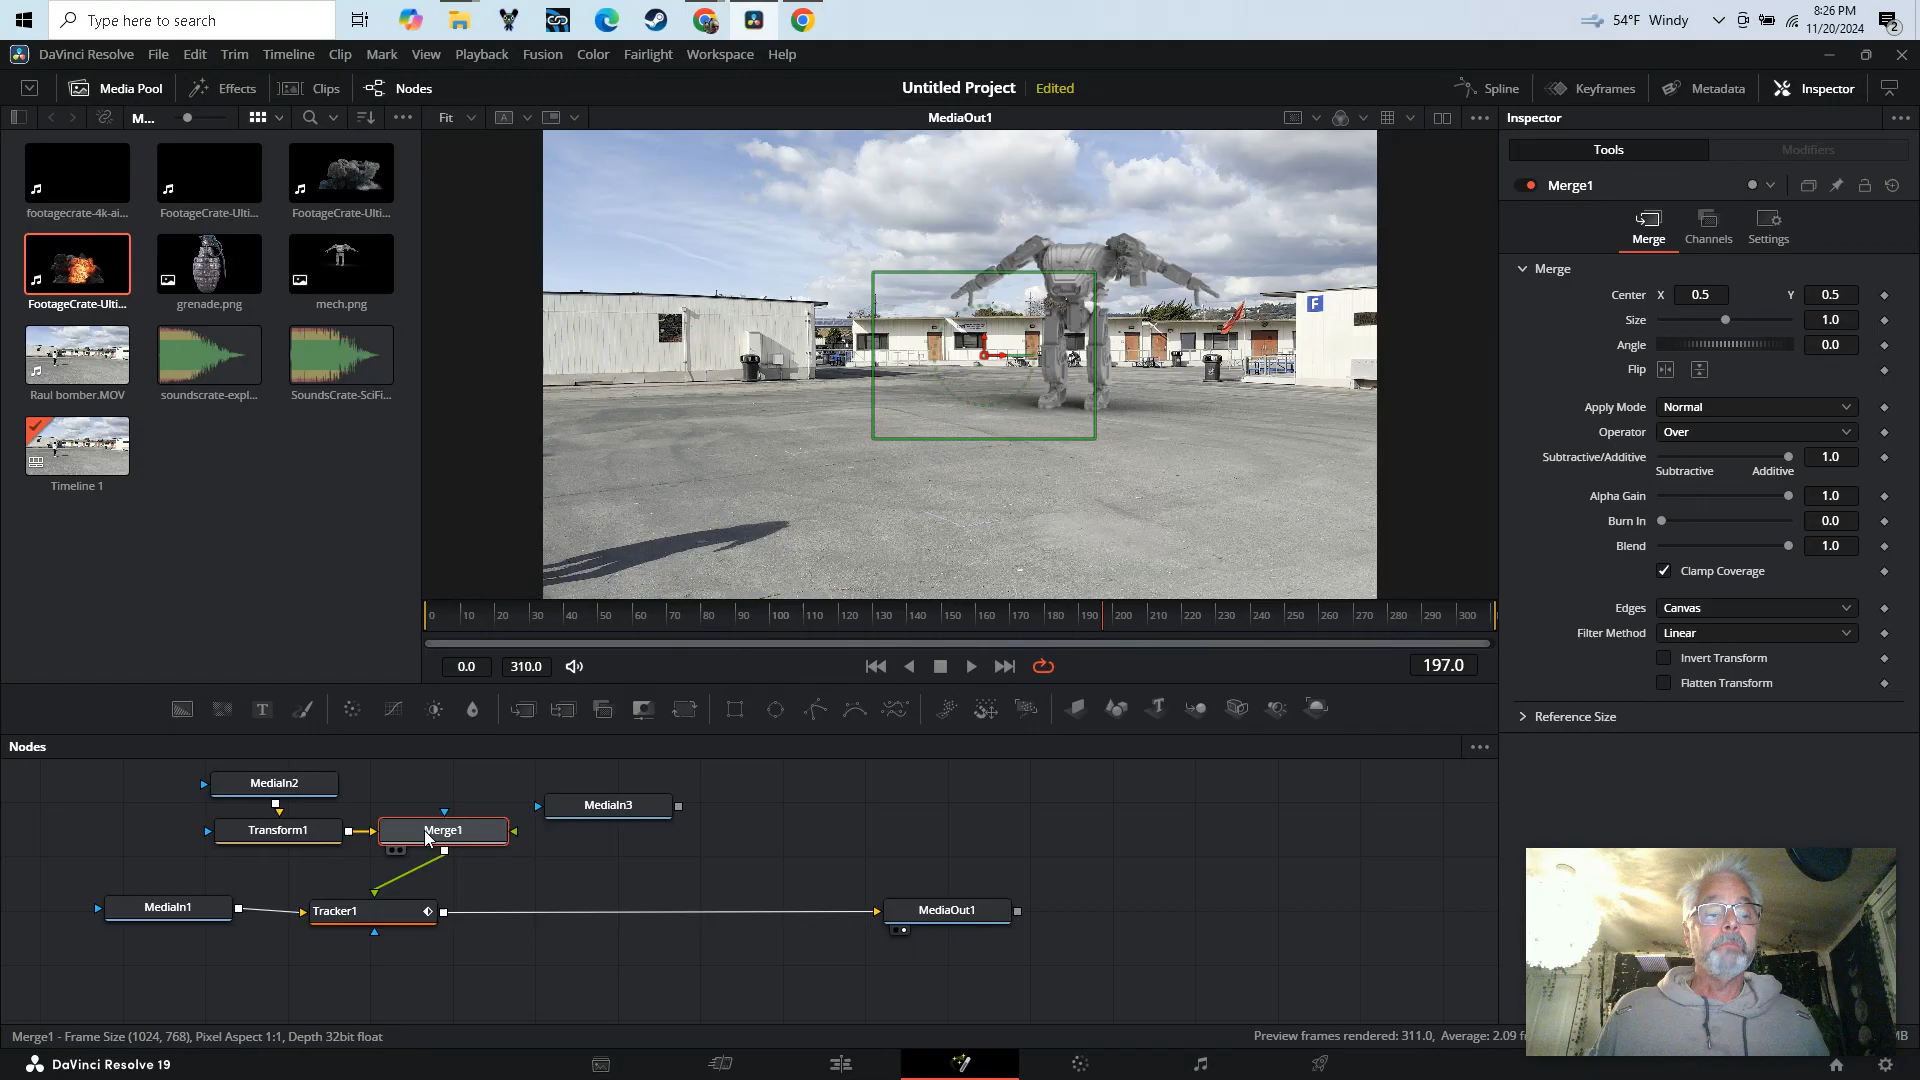 Type here to search
54°F Windy
8:26 PM
11/20/2024
2
DaVinci Resolve File Edit Trim Timeline Clip Mark View Playback Fusion Color Fairlight Workspace Help
Media Pool Effects Clips Nodes
Untitled Project Edited
Spline Keyframes Metadata Inspector
M...
Fit
MediaOut1
Inspector
Tools Modifiers
Merge1
Merge Channels Settings
footagecrate-4k-ai... FootageCrate-Ulti... FootageCrate-Ulti...
FootageCrate-Ulti... grenade.png mech.png
Raul bomber.MOV soundscrate-expl... SoundsCrate-SciFi...
Timeline 1
F
Merge
Center X 0.5 Y 0.5
Size 1.0
Angle 0.0
Flip
Apply Mode Normal
Operator Over
Subtractive/Additive 1.0
Subtractive Additive
Alpha Gain 1.0
Burn In 0.0
Blend 1.0
Clamp Coverage
Edges Canvas
Filter Method Linear
Invert Transform
Flatten Transform
Reference Size
0 10 20 30 40 50 60 70 80 90 100 110 120 130 140 150 160 170 180 190 200 210 220 230 240 250 260 270 280 290 300
0.0 310.0 197.0
T
T
Nodes
MediaIn2
MediaIn3
Transform1 Merge1
MediaIn1 Tracker1 MediaOut1
Merge1 - Frame Size (1024, 768), Pixel Aspect 1:1, Depth 32bit float
Preview frames rendered: 311.0, Average: 2.09 f
MB
DaVinci Resolve 19